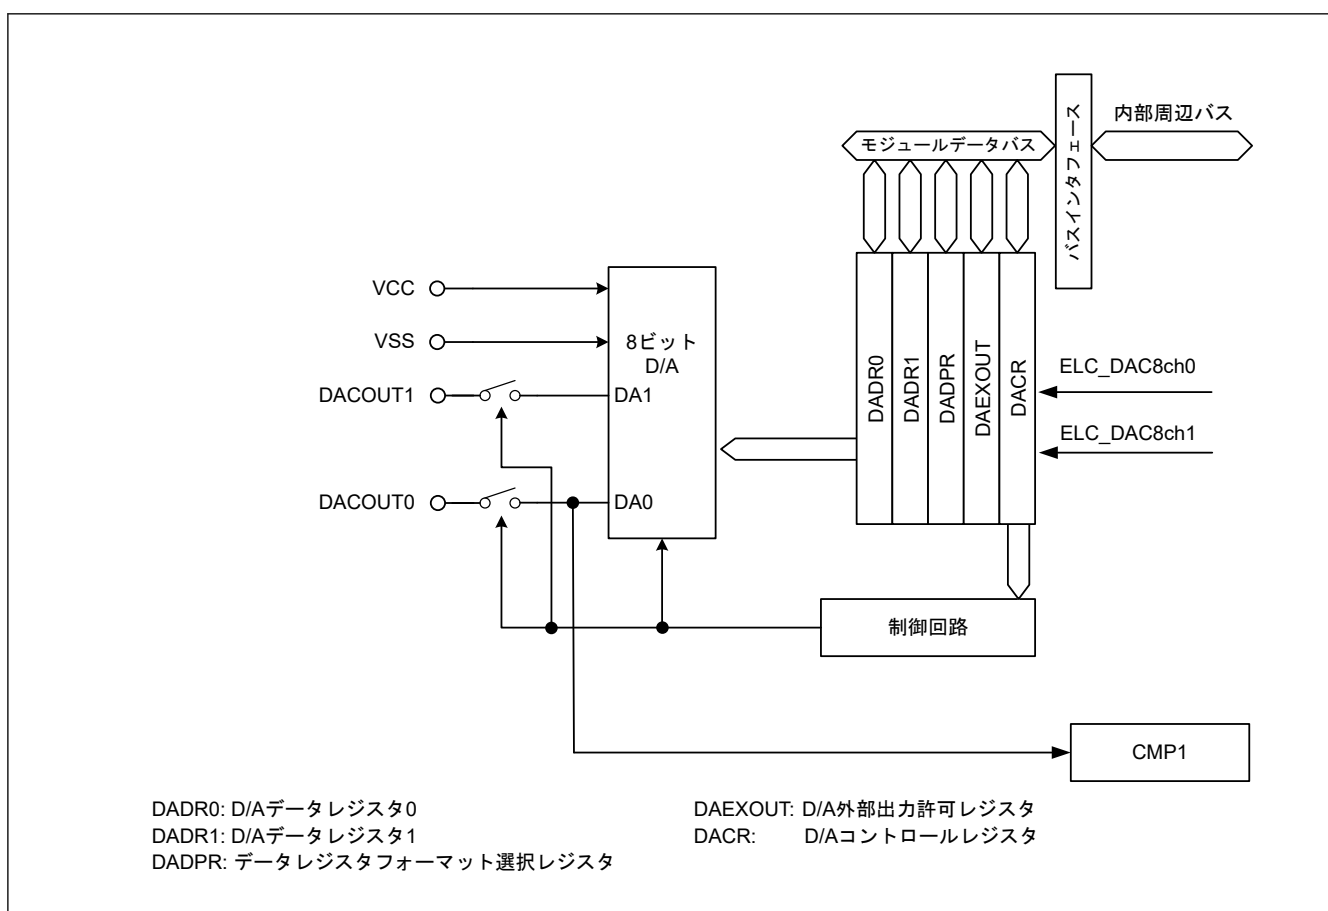 内部周辺バス
モジュールデータバス
バスインタフェース
VCC
VSS
8ビット
D/A
DACOUT1
DA1
DACOUT0
DA0
DADR0
DADR1
DADPR
DAEXOUT
DACR
ELC_DAC8ch0
ELC_DAC8ch1
制御回路
CMP1
DADR0: D/Aデータレジスタ0
DADR1: D/Aデータレジスタ1
DADPR: データレジスタフォーマット選択レジスタ
DAEXOUT: D/A外部出力許可レジスタ
DACR: D/Aコントロールレジスタ